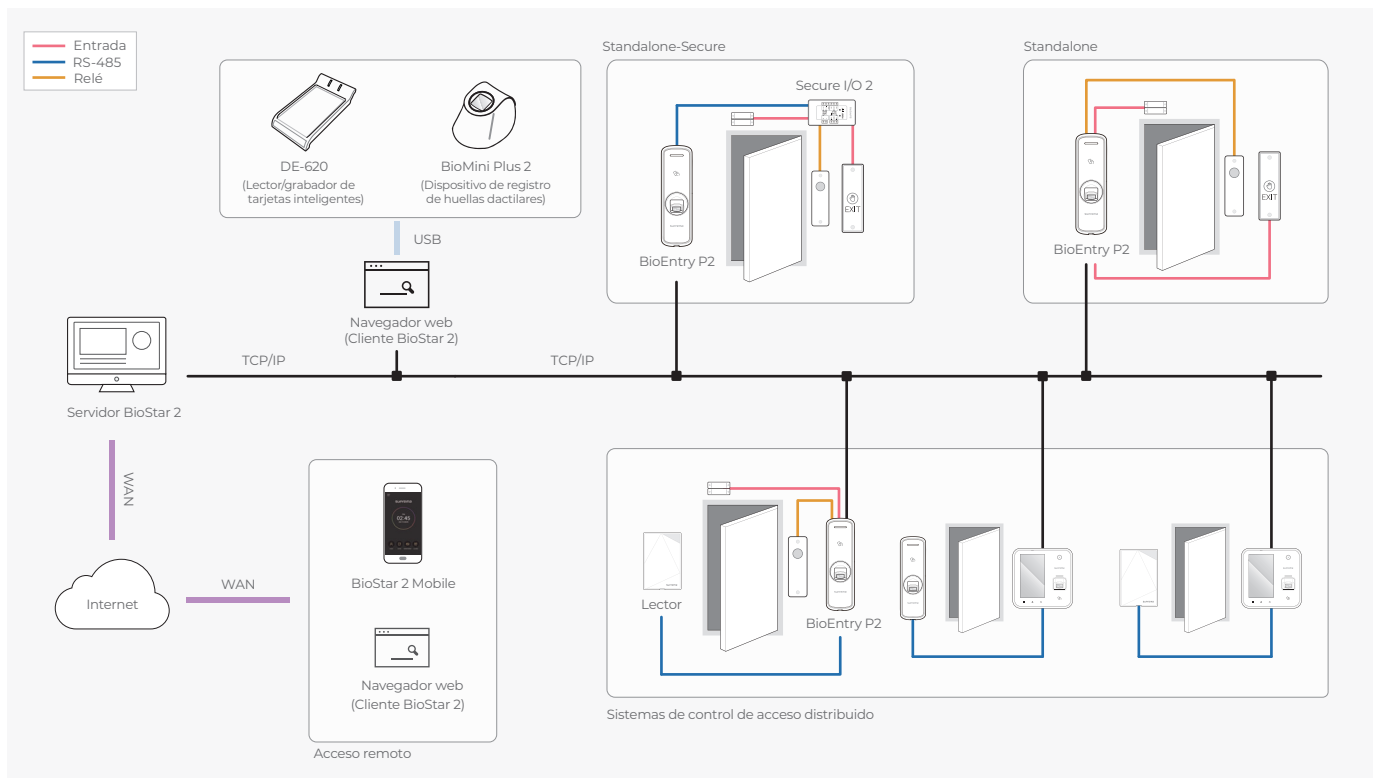 Entrada
RS-485
Relé
DE-620
(Lector/grabador de
tarjetas inteligentes)
BioMini Plus 2
(Dispositivo de registro
de huellas dactilares)
USB
Navegador web
(Cliente BioStar 2)
Standalone-Secure
Secure I/O 2
EXIT
BioEntry P2
Standalone
EXIT
BioEntry P2
TCP/IP
TCP/IP
Servidor BioStar 2
WAN
Internet
WAN
02:45
BioStar 2 Mobile
Navegador web
(Cliente BioStar 2)
Acceso remoto
Lector
BioEntry P2
Sistemas de control de acceso distribuido